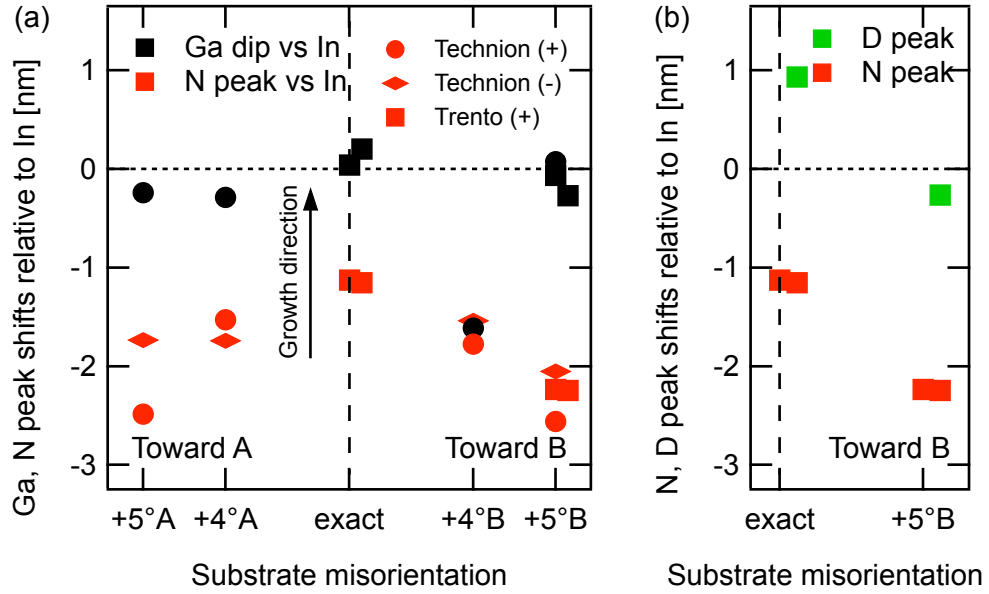 (a)
Ga, N peak shifts relative to In [nm]
1
0
-1
-2
-3
Ga dip vs In
N peak vs In
Technion (+)
Technion (-)
Trento (+)
Growth direction
Toward A
Toward B
+5°A
+4°A
exact
+4°B
+5°B
Substrate misorientation
(b)
N, D peak shifts relative to In [nm]
1
0
-1
-2
-3
D peak
N peak
Toward B
exact
+5°B
Substrate misorientation